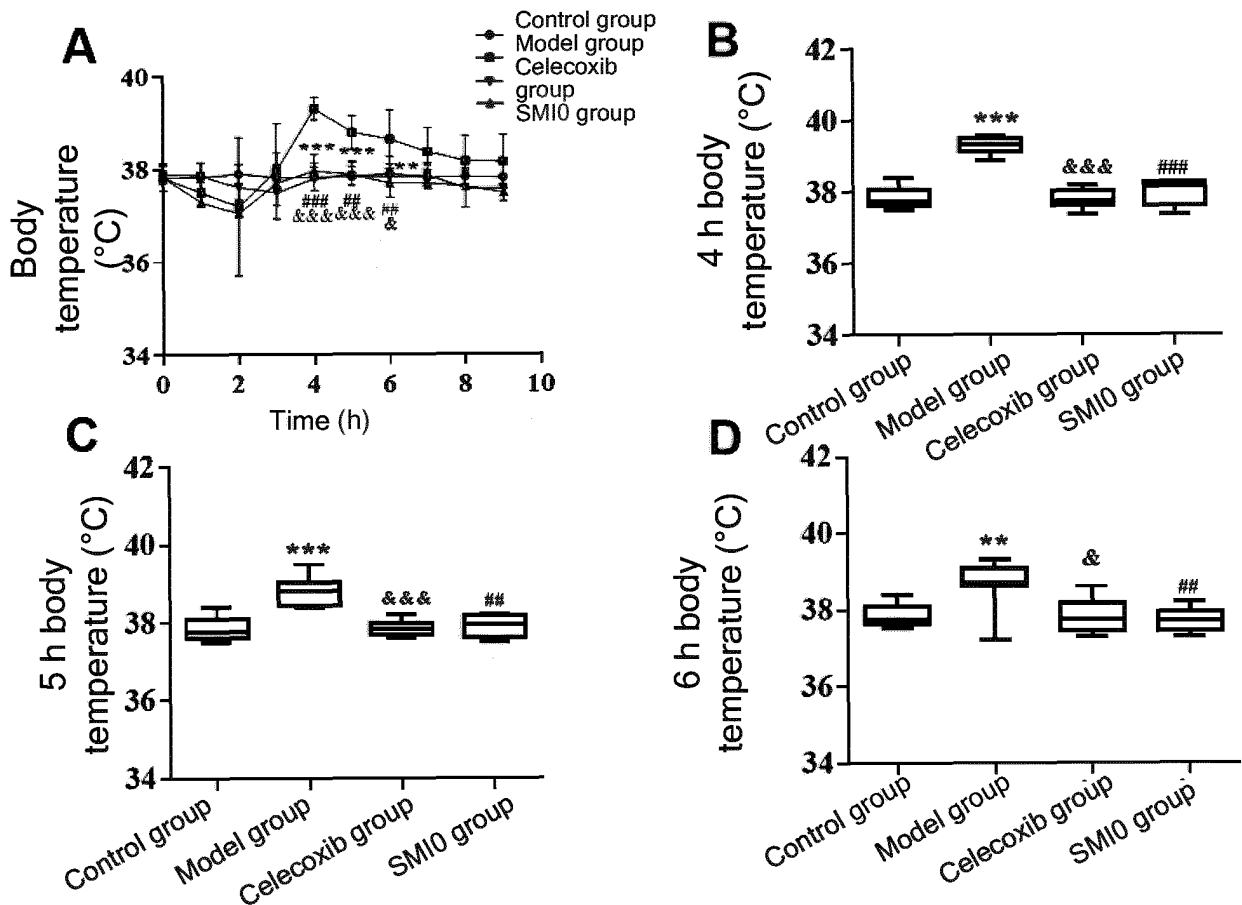 A
Control group
Model group
Celecoxib
group
SMI0 group
Body
temperature
(°C)
40
38
36
34
0
2
4
6
8
10
***
***
**
###
##
##
&&&
&&&
&
Time (h)
B
4 h body
temperature (°C)
42
40
38
36
34
***
&&&
###
Control group
Model group
Celecoxib group
SMI0 group
C
5 h body
temperature (°C)
42
40
38
36
34
***
&&&
##
Control group
Model group
Celecoxib group
SMI0 group
D
6 h body
temperature (°C)
42
40
38
36
34
**
&
##
Control group
Model group
Celecoxib group
SMI0 group